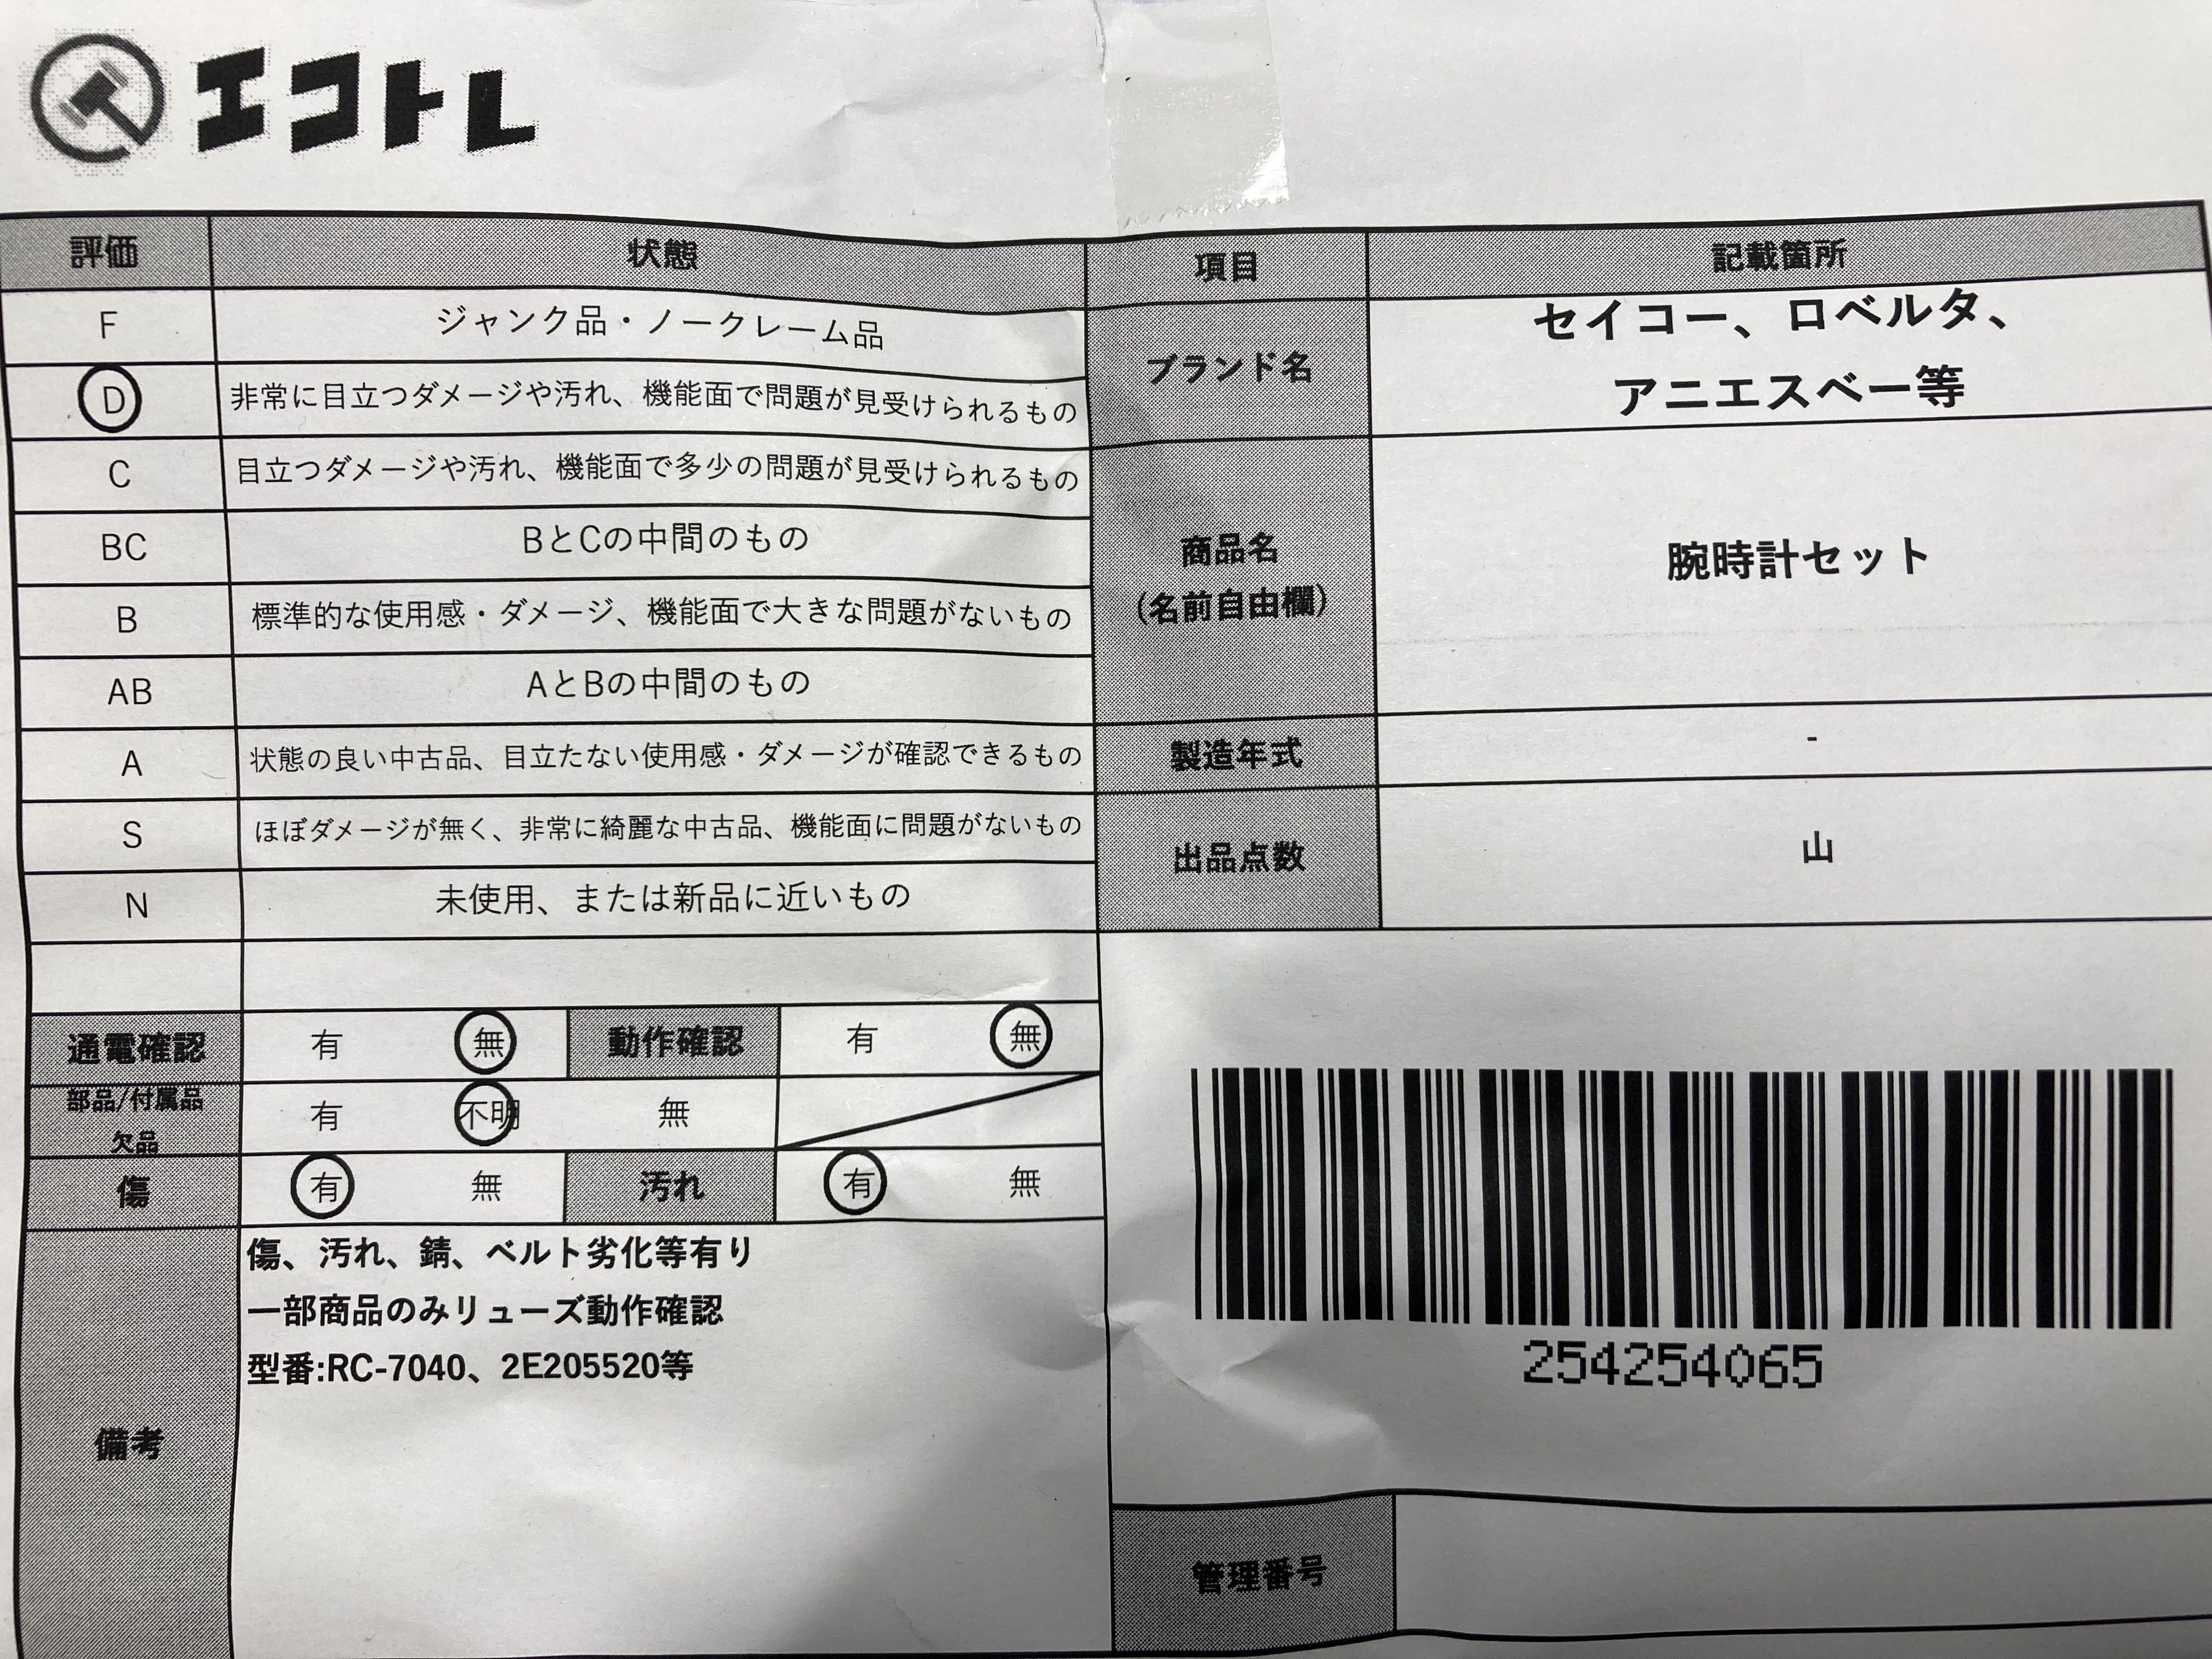 エコトレ
評価 状態
F ジャンク品・ノークレーム品
D 非常に目立つダメージや汚れ、機能面で問題が見受けられるもの
C 目立つダメージや汚れ、機能面で多少の問題が見受けられるもの
BC BとCの中間のもの
B 標準的な使用感・ダメージ、機能面で大きな問題がないもの
AB AとBの中間のもの
A 状態の良い中古品、目立たない使用感・ダメージが確認できるもの
S ほぼダメージが無く、非常に綺麗な中古品、機能面に問題がないもの
N 未使用、または新品に近いもの
通電確認 有 無 動作確認 有 無
部品/付属品
欠品 有 不明 無
傷 有 無 汚れ 有 無
備考
傷、汚れ、錆、ベルト劣化等有り
一部商品のみリューズ動作確認
型番:RC-7040、2E205520等
項目 記載箇所
ブランド名
セイコー、ロベルタ、
アニエスベー等
商品名
(名前自由欄)
腕時計セット
製造年式 -
出品点数 山
254254065
管理番号